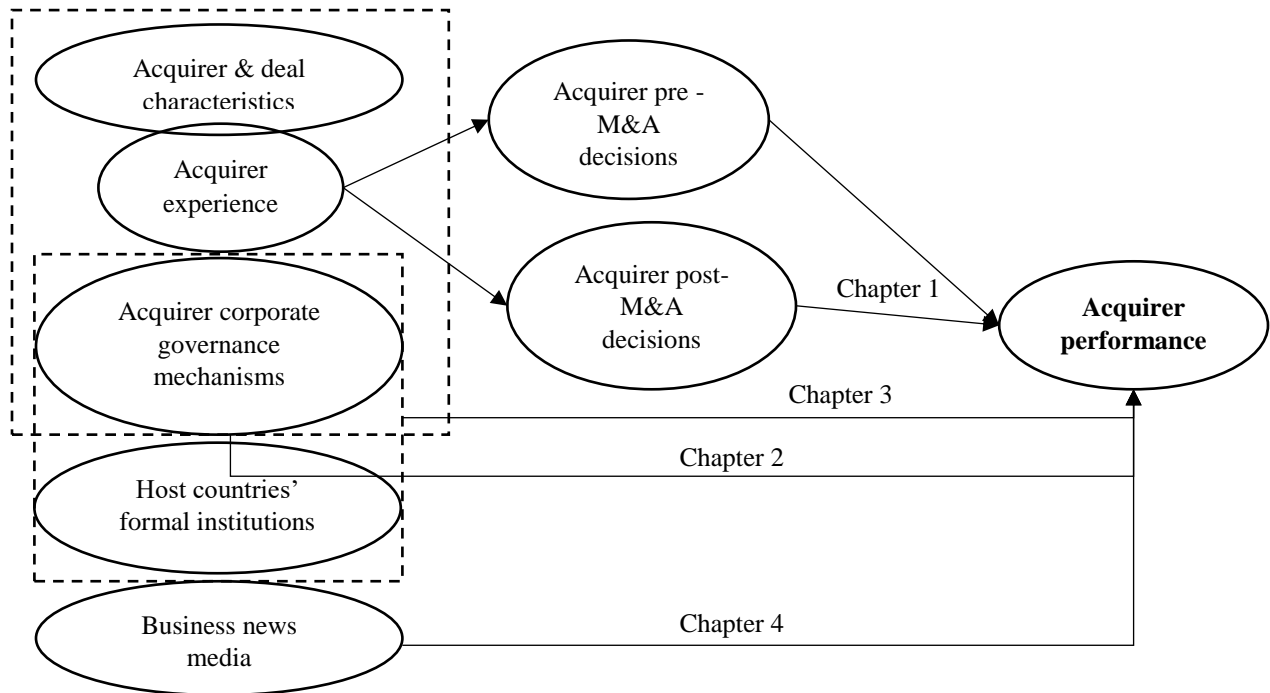 Acquirer & deal
characteristics
Acquirer
experience
Acquirer corporate
governance
mechanisms
Host countries’
formal institutions
Business news
media
Acquirer pre -
M&A
decisions
Acquirer post-
M&A
decisions
Chapter 1
Chapter 3
Chapter 2
Chapter 4
Acquirer
performance